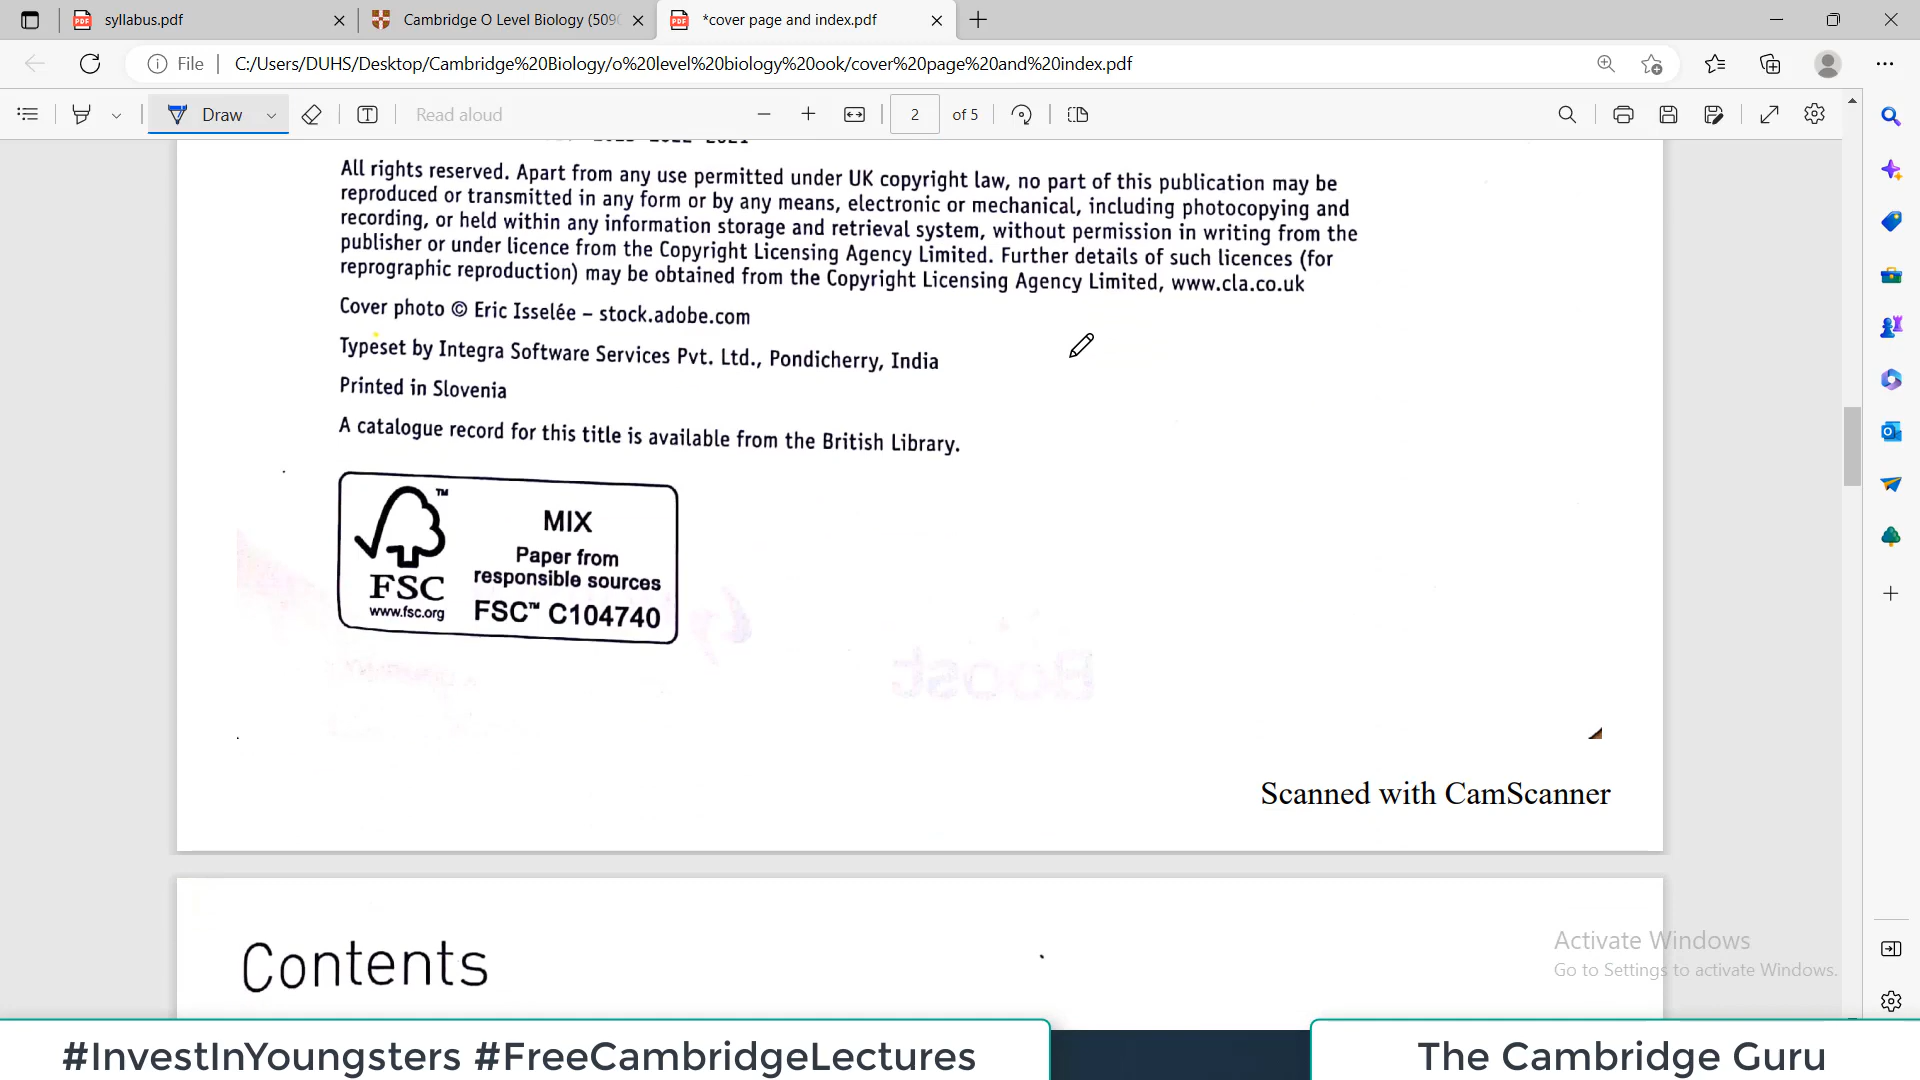 syllabus.pdf
Cambridge O Level Biology (509
*cover page and index.pdf
File
C:/Users/DUHS/Desktop/Cambridge%20Biology/o%20level%20biology%20ook/cover%20page%20and%20index.pdf
Draw
Read aloud
2
of 5
All rights reserved. Apart from any use permitted under UK copyright law, no part of this publication may be
reproduced or transmitted in any form or by any means, electronic or mechanical, including photocopying and
recording, or held within any information storage and retrieval system, without permission in writing from the
publisher or under licence from the Copyright Licensing Agency Limited. Further details of such licences (for
reprographic reproduction) may be obtained from the Copyright Licensing Agency Limited, www.cla.co.uk
Cover photo © Eric Isselée – stock.adobe.com
Typeset by Integra Software Services Pvt. Ltd., Pondicherry, India
Printed in Slovenia
A catalogue record for this title is available from the British Library.
TM
FSC
www.fsc.org
MIX
Paper from
responsible sources
FSC™ C104740
Boost
Scanned with CamScanner
Contents
Activate Windows
Go to Settings to activate Windows.
#InvestInYoungsters #FreeCambridgeLectures
The Cambridge Guru